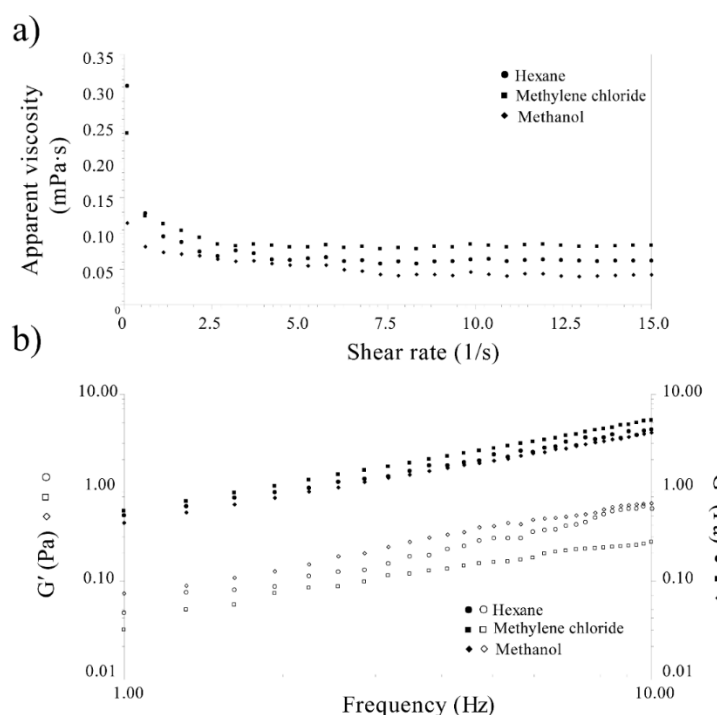 a)
Apparent viscosity
(mPa·s)
0.35
0.30
0.25
0.20
0.15
0.10
0.05
Hexane
Methylene chloride
Methanol
0 2.5 5.0 7.5 10.0 12.5 15.0
Shear rate (1/s)
b)
G′ (Pa)
10.00
1.00
0.10
0.01
10.00
1.00
0.10
0.01
Hexane
Methylene chloride
Methanol
1.00 10.00
Frequency (Hz)